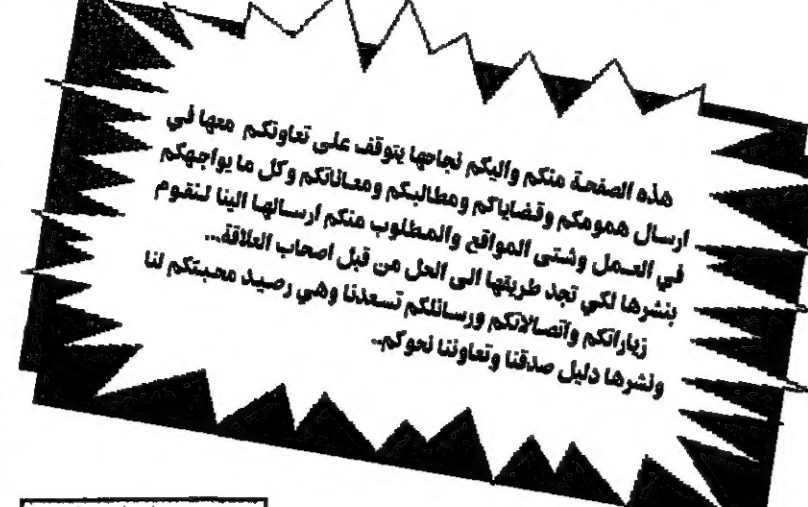 هذه الصفحة منكم واليكم نجاحها يتوقف على تعاونكم معها في
ارسال همومكم وقضاياكم ومطالبكم ومعاناتكم وكل ما يواجهكم
في العمل وشتى المواقع والمطلوب منكم ارسالها الينا لنقوم
بنشرها لكي تجد طريقها الى الحل من قبل اصحاب العلاقة...
زياراتكم وآتصالاتكم ورسائلكم تسعدنا وهي رصيد محبتكم لنا
ونشرها دليل صدقنا وتعاوننا نحوكم..